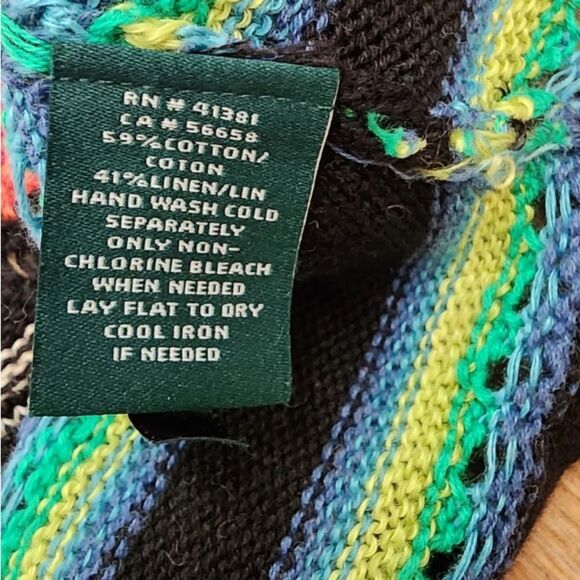 RN # 41381
CA # 56658
59%COTTON/
COTON
41%LINEN/LIN
HAND WASH COLD
SEPARATELY
ONLY NON-
CHLORINE BLEACH
WHEN NEEDED
LAY FLAT TO DRY
COOL IRON
IF NEEDED